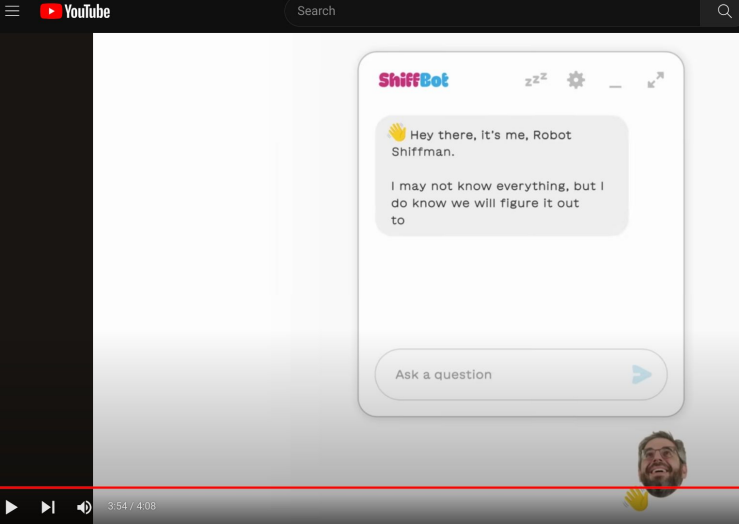 YouTube
Search
ShiffBot
zzz
👋 Hey there, it's me, Robot
Shiffman.
I may not know everything, but I
do know we will figure it out
to
Ask a question
3:54 / 4:08